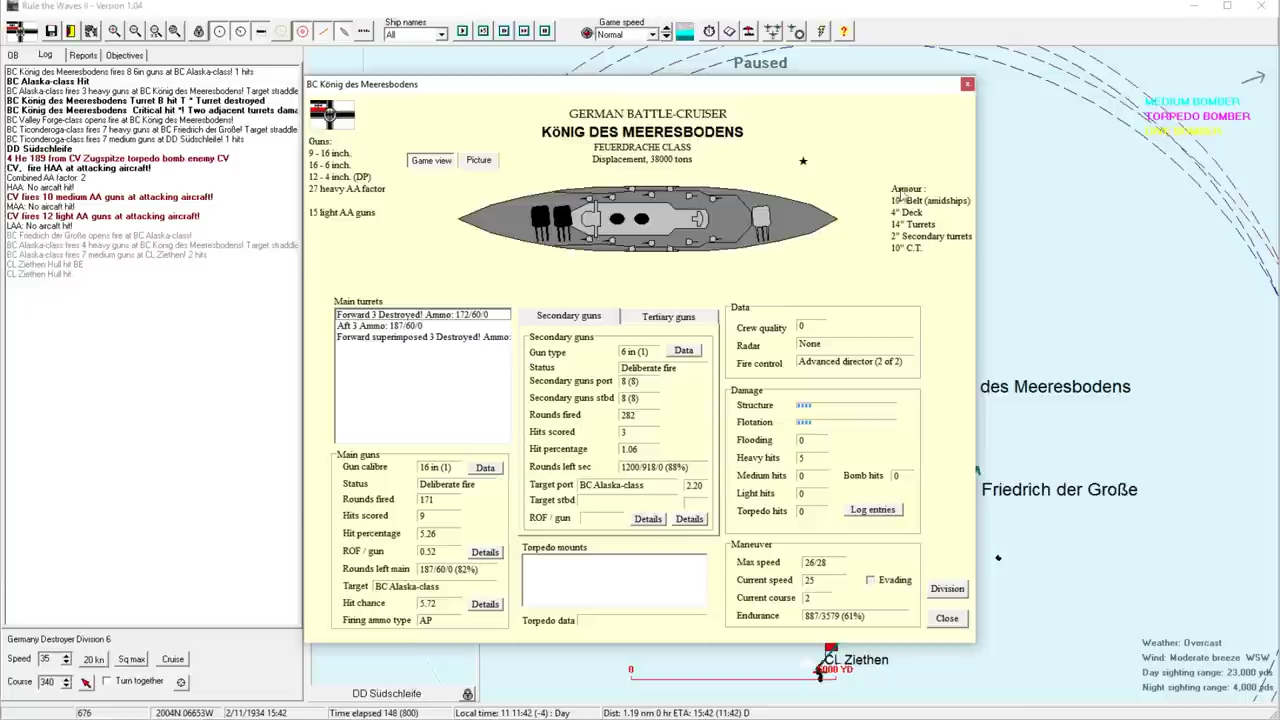 Rule the Waves II - Version 1.04
Ship names
All
Game speed
Normal
OB
Log
Reports
Objectives
BC König des Meeresbodens fires 8 6in guns at BC Alaska-class! 1 hits
BC Alaska-class Hit
BC Alaska-class fires 3 heavy guns at BC König des Meeresbodens! Target straddle
BC König des Meeresbodens Turret B hit T * Turret destroyed
BC König des Meeresbodens  Critical hit *! Two adjacent turrets dama
BC Valley Forge-class opens fire at BC König des Meeresbodens!
BC Ticonderoga-class fires 7 heavy guns at BC Friedrich der Große! Target straddle
BC Ticonderoga-class fires 7 medium guns at DD Südschleife! 1 hits
DD Südschleife
4 He 189 from CV Zugspitze torpedo bomb enemy CV
CV,  fire HAA at attacking aircraft!
Combined AA factor: 2
HAA: No aircaft hit!
CV fires 10 medium AA guns at attacking aircraft!
MAA: No aircaft hit!
CV fires 12 light AA guns at attacking aircraft!
LAA: No aircaft hit!
BC Friedrich der Große opens fire at BC Alaska-class!
BC Alaska-class fires 4 heavy guns at BC König des Meeresbodens! Target straddle
BC Alaska-class fires 7 medium guns at CL Ziethen! 2 hits
CL Ziethen Hull hit BE
CL Ziethen Hull hit
Germany Destroyer Division 6
Speed
35
20 kn
Sq max
Cruise
Course
340
Turn together
Paused
MEDIUM BOMBER
TORPEDO BOMBER
BC König des Meeresbodens
x
GERMAN BATTLE-CRUISER
KöNIG DES MEERESBODENS
FEUERDRACHE CLASS
Displacement, 38000 tons
Guns:
9 - 16 inch.
16 - 6 inch.
12 - 4 inch. (DP)
27 heavy AA factor
15 light AA guns
Game view
Picture
Armour :
10" Belt (amidships)
4" Deck
14" Turrets
2" Secondary turrets
10" C.T.
Main turrets
Forward 3 Destroyed! Ammo: 172/60/0
Aft 3 Ammo: 187/60/0
Forward superimposed 3 Destroyed! Ammo:
Main guns
Gun calibre
16 in (1)
Data
Status
Deliberate fire
Rounds fired
171
Hits scored
9
Hit percentage
5.26
ROF / gun
0.52
Details
Rounds left main
187/60/0 (82%)
Target
BC Alaska-class
Hit chance
5.72
Details
Firing ammo type
AP
Secondary guns
Tertiary guns
Secondary guns
Gun type
6 in (1)
Data
Status
Deliberate fire
Secondary guns port
8 (8)
Secondary guns stbd
8 (8)
Rounds fired
282
Hits scored
3
Hit percentage
1.06
Rounds left sec
1200/918/0 (88%)
Target port
BC Alaska-class
2.20
Target stbd
ROF / gun
Details
Details
Torpedo mounts
Torpedo data
Data
Crew quality
0
Radar
None
Fire control
Advanced director (2 of 2)
Damage
Structure
Flotation
Flooding
0
Heavy hits
5
Medium hits
0
Bomb hits
0
Light hits
0
Torpedo hits
0
Log entries
Maneuver
Max speed
26/28
Current speed
25
Evading
Current course
2
Endurance
887/3579 (61%)
Division
Close
des Meeresbodens
Friedrich der Große
CL Ziethen
0
YD
Weather: Overcast
Wind: Moderate breeze  WSW
Day sighting range: 23,000 yds
Night sighting range: 4,000 yds
DD Südschleife
676
2004N 06653W
2/11/1934 15:42
Time elapsed 148 (800)
Local time: 11 11:42 (-4) : Day
Dist: 1.19 nm 0 hr ETA: 15:42 (11:42) D